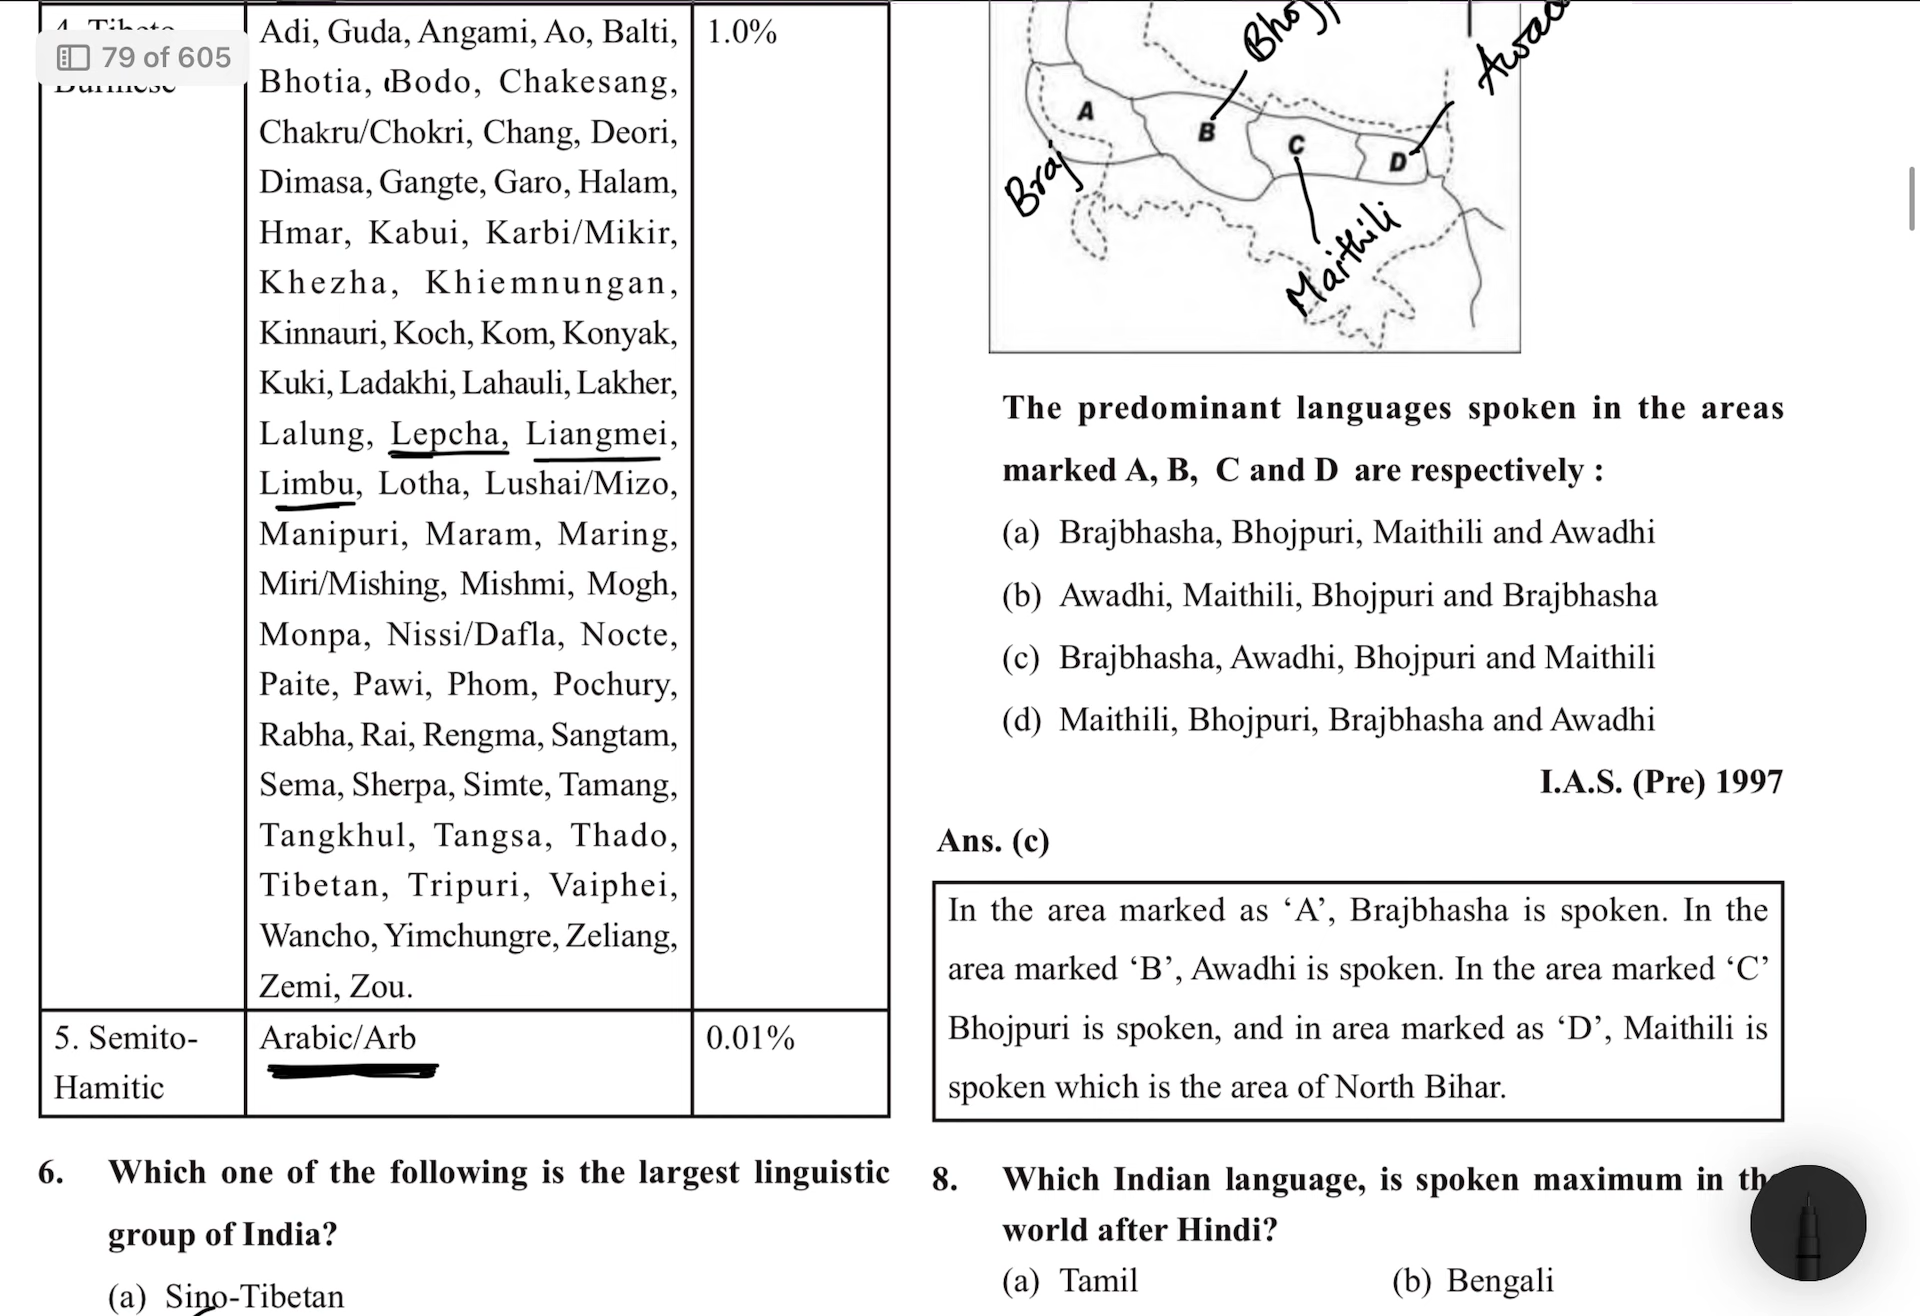 79 of 605
Adi, Guda, Angami, Ao, Balti,
Bhotia, Bodo, Chakesang,
Chakru/Chokri, Chang, Deori,
Dimasa, Gangte, Garo, Halam,
Hmar, Kabui, Karbi/Mikir,
Khezha, Khiemnungan,
Kinnauri, Koch, Kom, Konyak,
Kuki, Ladakhi, Lahauli, Lakher,
Lalung, Lepcha, Liangmei,
Limbu, Lotha, Lushai/Mizo,
Manipuri, Maram, Maring,
Miri/Mishing, Mishmi, Mogh,
Monpa, Nissi/Dafla, Nocte,
Paite, Pawi, Phom, Pochury,
Rabha, Rai, Rengma, Sangtam,
Sema, Sherpa, Simte, Tamang,
Tangkhul, Tangsa, Thado,
Tibetan, Tripuri, Vaiphei,
Wancho, Yimchungre, Zeliang,
Zemi, Zou.
1.0%
5. Semito-
Hamitic
Arabic/Arb
0.01%
6. Which one of the following is the largest linguistic
group of India?
(a) Sino-Tibetan
A
B
C
D
Braj
Maithili
The predominant languages spoken in the areas
marked A, B, C and D are respectively :
(a) Brajbhasha, Bhojpuri, Maithili and Awadhi
(b) Awadhi, Maithili, Bhojpuri and Brajbhasha
(c) Brajbhasha, Awadhi, Bhojpuri and Maithili
(d) Maithili, Bhojpuri, Brajbhasha and Awadhi
I.A.S. (Pre) 1997
Ans. (c)
In the area marked as ‘A’, Brajbhasha is spoken. In the
area marked ‘B’, Awadhi is spoken. In the area marked ‘C’
Bhojpuri is spoken, and in area marked as ‘D’, Maithili is
spoken which is the area of North Bihar.
8. Which Indian language, is spoken maximum in the
world after Hindi?
(a) Tamil (b) Bengali